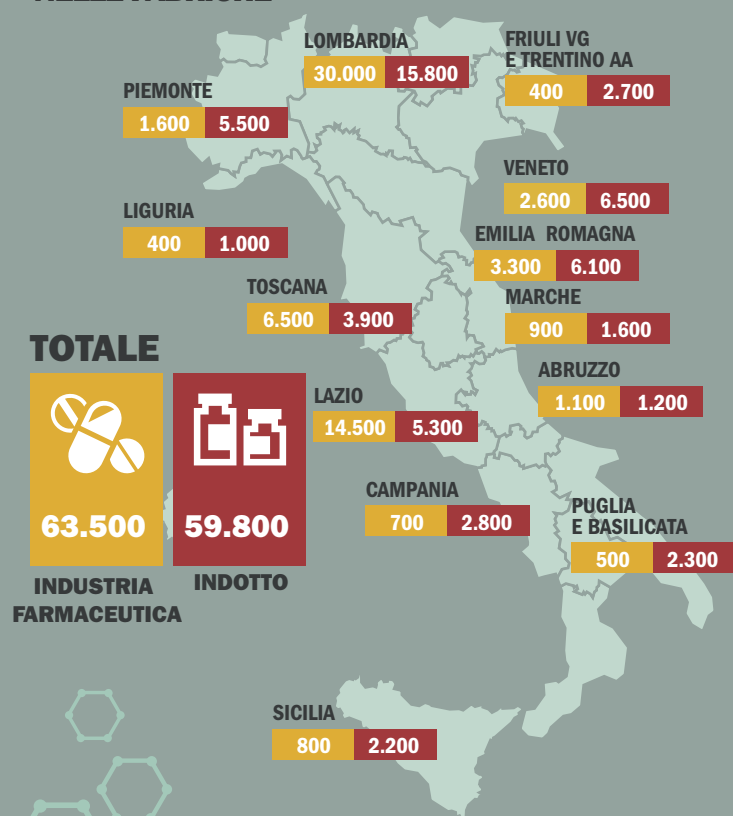 LOMBARDIA
30.000 15.800
FRIULI VG
E TRENTINO AA
400 2.700
PIEMONTE
1.600 5.500
VENETO
2.600 6.500
LIGURIA
400 1.000
EMILIA ROMAGNA
3.300 6.100
TOSCANA
6.500 3.900
MARCHE
900 1.600
TOTALE
63.500
INDUSTRIA
FARMACEUTICA
59.800
INDOTTO
ABRUZZO
1.100 1.200
LAZIO
14.500 5.300
CAMPANIA
700 2.800
PUGLIA
E BASILICATA
500 2.300
SICILIA
800 2.200